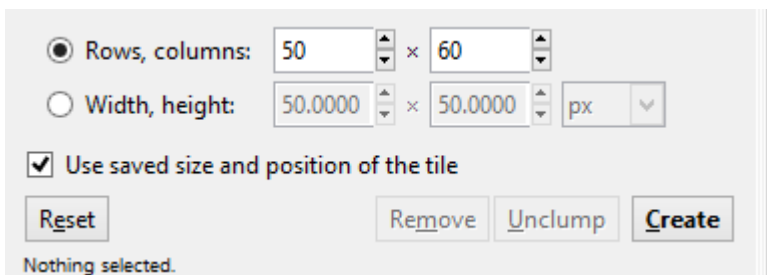 Rows, columns: 50 × 60
Width, height: 50.0000 × 50.0000 px
Use saved size and position of the tile
Reset Remove Unclump Create
Nothing selected.